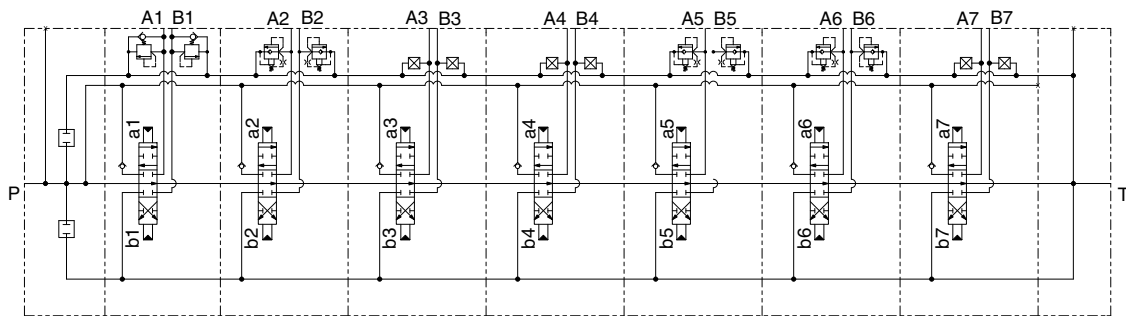 A1 B1 A2 B2 A3 B3 A4 B4 A5 B5 A6 B6 A7 B7
a1 a2 a3 a4 a5 a6 a7
P T
b1 b2 b3 b4 b5 b6 b7